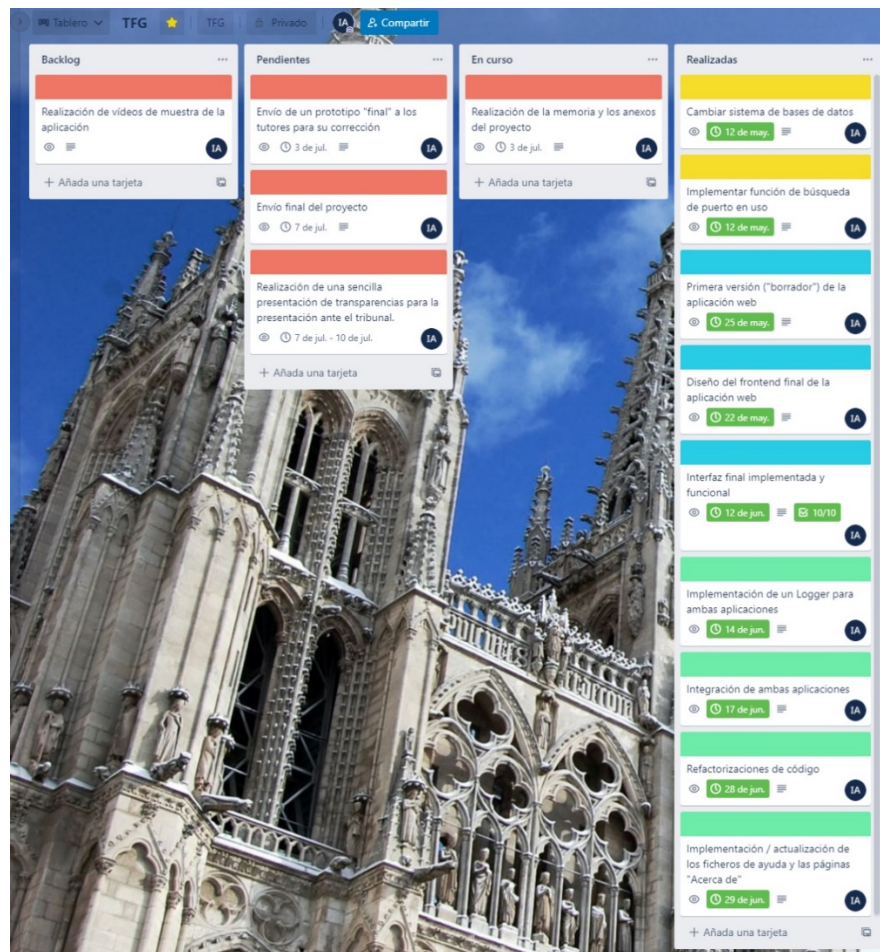 Tablero
TFG
TFG
Privado
IA
Compartir
Backlog
Realización de vídeos de muestra de la
aplicación
IA
+ Añada una tarjeta
Pendientes
Envío de un prototipo "final" a los
tutores para su corrección
3 de jul.
IA
Envío final del proyecto
7 de jul.
IA
Realización de una sencilla
presentación de transparencias para la
presentación ante el tribunal.
7 de jul. - 10 de jul.
IA
+ Añada una tarjeta
En curso
Realización de la memoria y los anexos
del proyecto
3 de jul.
IA
+ Añada una tarjeta
Realizadas
Cambiar sistema de bases de datos
12 de may.
IA
Implementar función de búsqueda
de puerto en uso
12 de may.
IA
Primera versión ("borrador") de la
aplicación web
25 de may.
IA
Diseño del frontend final de la
aplicación web
22 de may.
IA
Interfaz final implementada y
funcional
12 de jun.
10/10
IA
Implementación de un Logger para
ambas aplicaciones
14 de jun.
IA
Integración de ambas aplicaciones
17 de jun.
IA
Refactorizaciones de código
28 de jun.
IA
Implementación / actualización de
los ficheros de ayuda y las páginas
"Acerca de"
29 de jun.
IA
+ Añada una tarjeta